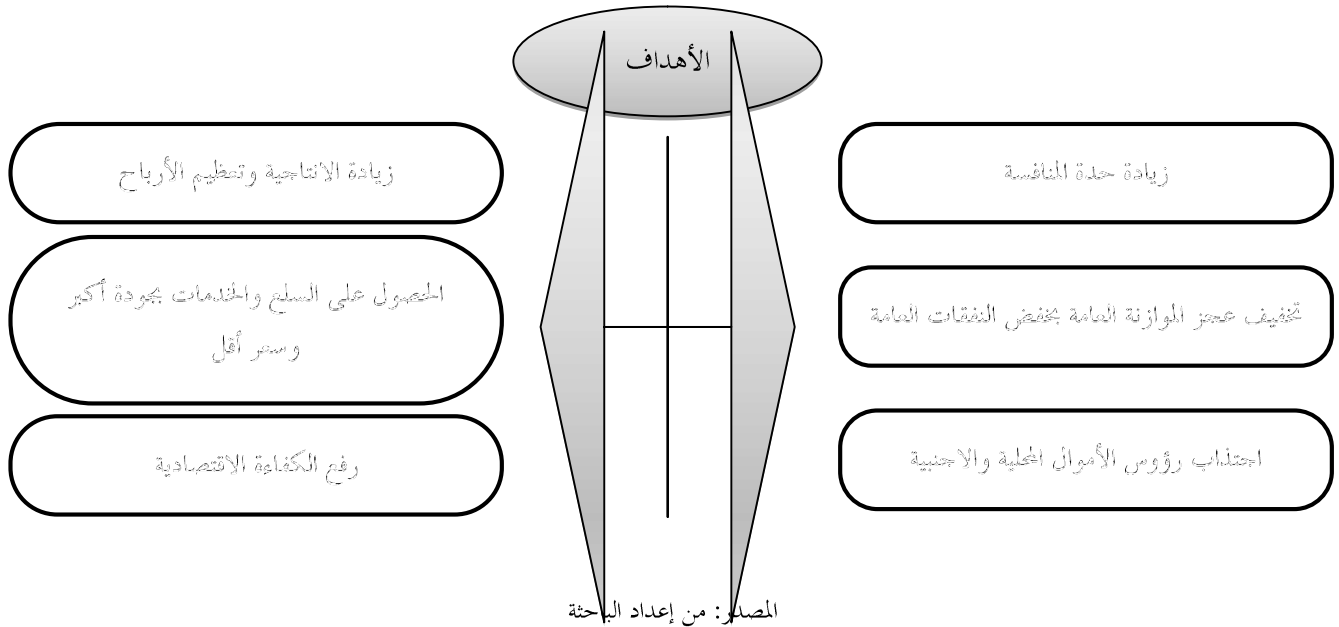 الأهداف
زيادة حدة المنافسة
زيادة الانتاجية وتعظيم الأرباح
تخفيف عجز الموازنة العامة بخفض النفقات العامة
الحصول على السلع والخدمات بجودة أكبر
وسعر أقل
اجتذاب رؤوس الأموال المحلية والاجنبية
رفع الكفاءة الاقتصادية
المصدر: من إعداد الباحثة